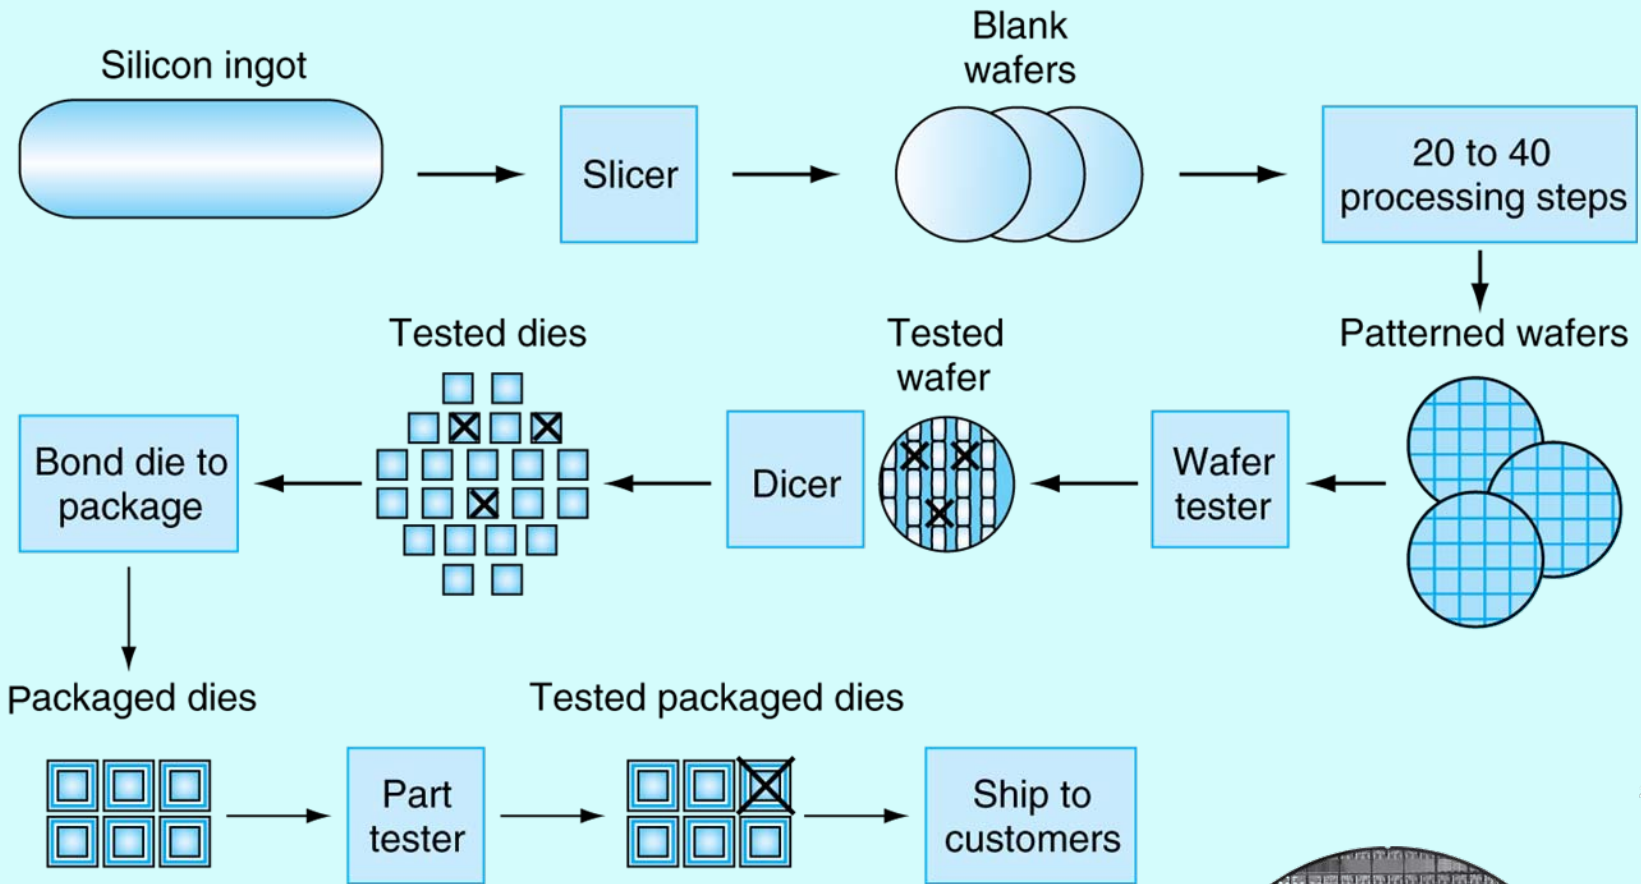 Silicon ingot
Slicer
Blank
wafers
20 to 40
processing steps
Patterned wafers
Wafer
tester
Tested
wafer
Dicer
Tested dies
Bond die to
package
Packaged dies
Part
tester
Tested packaged dies
Ship to
customers